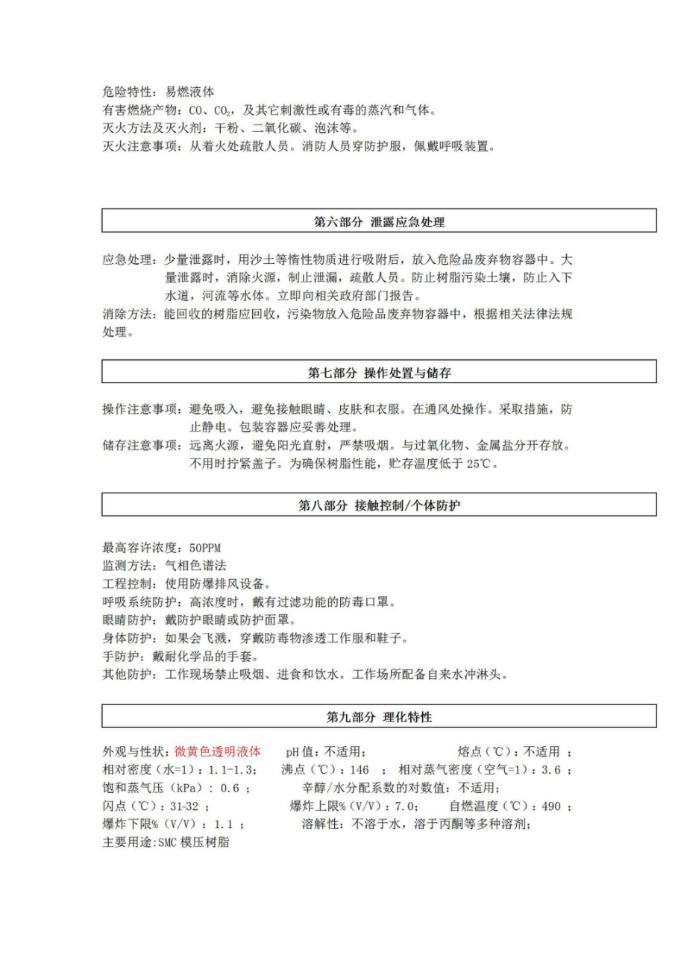 危险特性：易燃液体
有害燃烧产物：CO、CO₂，及其它刺激性或有毒的蒸汽和气体。
灭火方法及灭火剂：干粉、二氧化碳、泡沫等。
灭火注意事项：从着火处疏散人员。消防人员穿防护服，佩戴呼吸装置。
第六部分 泄露应急处理
应急处理：少量泄露时，用沙土等惰性物质进行吸附后，放入危险品废弃物容器中。大
量泄露时，消除火源，制止泄漏，疏散人员。防止树脂污染土壤，防止入下
水道，河流等水体。立即向相关政府部门报告。
消除方法：能回收的树脂应回收，污染物放入危险品废弃物容器中，根据相关法律法规
处理。
第七部分 操作处置与储存
操作注意事项：避免吸入，避免接触眼睛、皮肤和衣服。在通风处操作。采取措施，防
止静电。包装容器应妥善处理。
储存注意事项：远离火源，避免阳光直射，严禁吸烟。与过氧化物、金属盐分开存放。
不用时拧紧盖子。为确保树脂性能，贮存温度低于 25℃。
第八部分 接触控制/个体防护
最高容许浓度：50PPM
监测方法：气相色谱法
工程控制：使用防爆排风设备。
呼吸系统防护：高浓度时，戴有过滤功能的防毒口罩。
眼睛防护：戴防护眼睛或防护面罩。
身体防护：如果会飞溅，穿戴防毒物渗透工作服和鞋子。
手防护：戴耐化学品的手套。
其他防护：工作现场禁止吸烟、进食和饮水。工作场所配备自来水冲淋头。
第九部分 理化特性
外观与性状：微黄色透明液体 pH 值：不适用； 熔点（℃）：不适用 ；
相对密度（水=1）：1.1-1.3； 沸点（℃）：146 ； 相对蒸气密度（空气=1）：3.6 ；
饱和蒸气压（kPa）: 0.6 ； 辛醇/水分配系数的对数值：不适用；
闪点（℃）：31-32 ； 爆炸上限%（V/V）：7.0； 自燃温度（℃）：490 ；
爆炸下限%（V/V）：1.1 ； 溶解性：不溶于水，溶于丙酮等多种溶剂；
主要用途:SMC 模压树脂